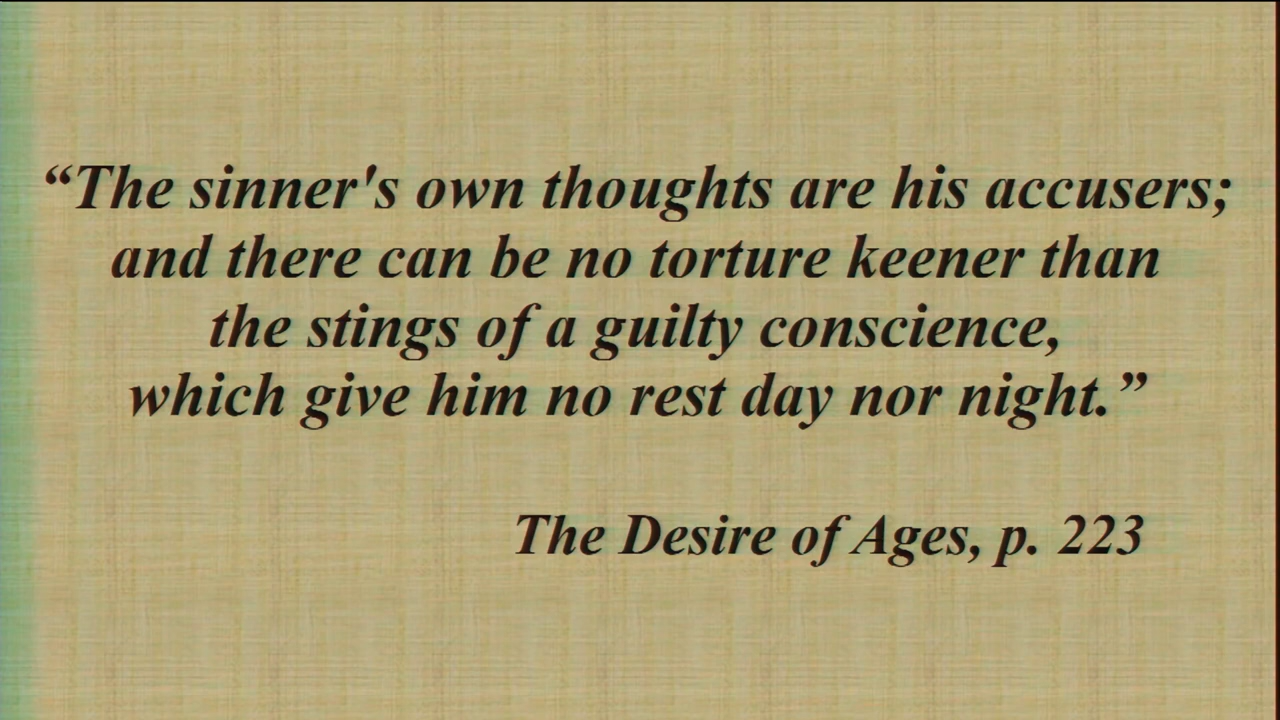 “The sinner's own thoughts are his accusers;
and there can be no torture keener than
the stings of a guilty conscience,
which give him no rest day nor night.”
The Desire of Ages, p. 223